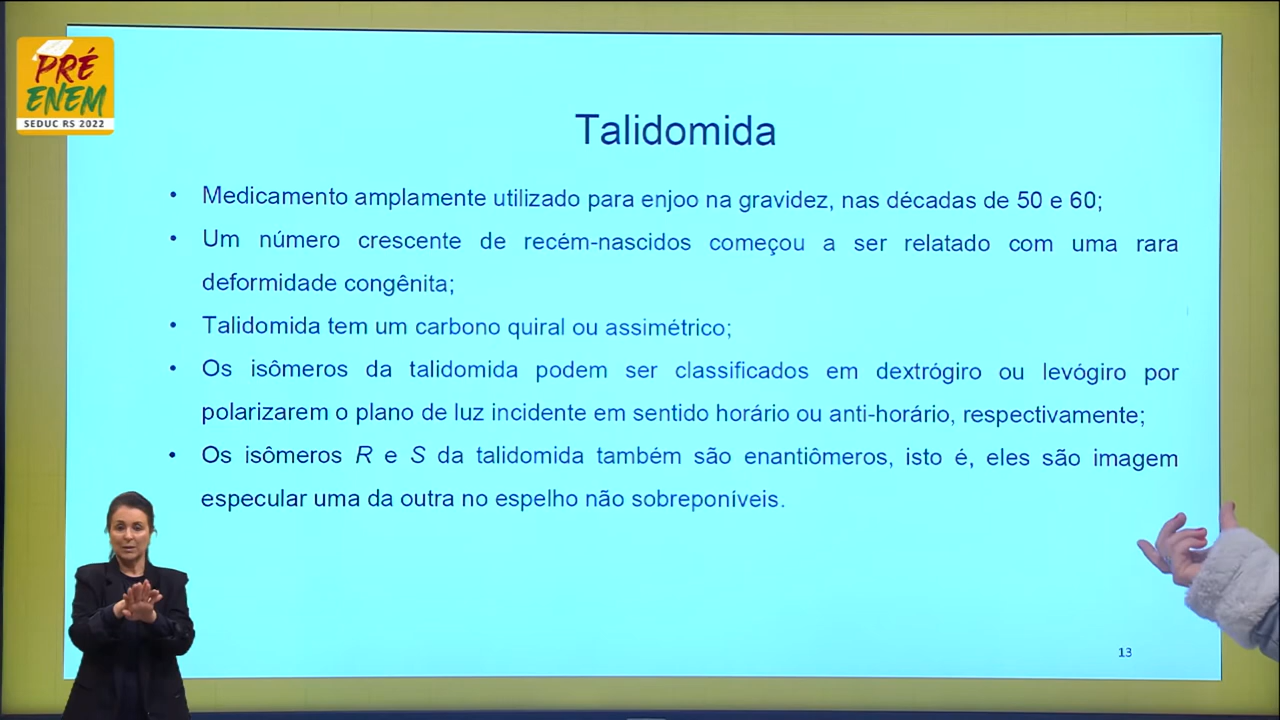 PRÉ
ENEM
SEDUC RS 2022
Talidomida
• Medicamento amplamente utilizado para enjoo na gravidez, nas décadas de 50 e 60;
• Um número crescente de recém-nascidos começou a ser relatado com uma rara
deformidade congênita;
• Talidomida tem um carbono quiral ou assimétrico;
• Os isômeros da talidomida podem ser classificados em dextrógiro ou levógiro por
polarizarem o plano de luz incidente em sentido horário ou anti-horário, respectivamente;
• Os isômeros R e S da talidomida também são enantiômeros, isto é, eles são imagem
especular uma da outra no espelho não sobreponíveis.
13